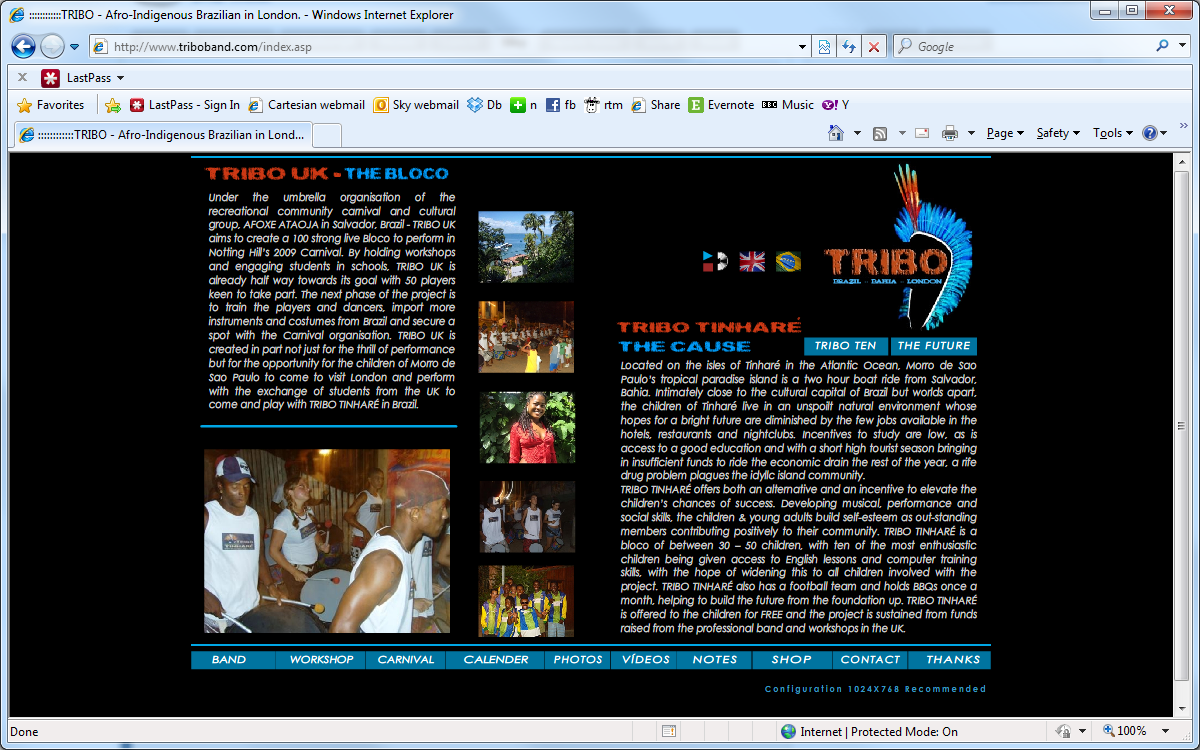 ::::::::::::TRIBO - Afro-Indigenous Brazilian in London. - Windows Internet Explorer
http://www.triboband.com/index.asp
Google
LastPass
Favorites
LastPass - Sign In
Cartesian webmail
Sky webmail
Db
n
fb
rtm
Share
Evernote
BBC Music
Y! Y
::::::::::::TRIBO - Afro-Indigenous Brazilian in Lond...
Page
Safety
Tools
TRIBO UK - THE BLOCO
Under the umbrella organisation of the
recreational community carnival and cultural
group, AFOXE ATAOJA in Salvador, Brazil - TRIBO UK
aims to create a 100 strong live Bloco to perform in
Notting Hill's 2009 Carnival. By holding workshops
and engaging students in schools, TRIBO UK is
already half way towards its goal with 50 players
keen to take part. The next phase of the project is
to train the players and dancers, import more
instruments and costumes from Brazil and secure a
spot with the Carnival organisation. TRIBO UK is
created in part not just for the thrill of performance
but for the opportunity for the children of Morro de
Sao Paulo to come to visit London and perform
with the exchange of students from the UK to
come and play with TRIBO TINHARÉ in Brazil.
TRIBO
BRAZIL - BAHIA - LONDON
TRIBO TINHARÉ
THE CAUSE
TRIBO TEN
THE FUTURE
Located on the isles of Tinharé in the Atlantic Ocean, Morro de Sao
Paulo's tropical paradise island is a two hour boat ride from Salvador,
Bahia. Intimately close to the cultural capital of Brazil but worlds apart,
the children of Tinharé live in an unspoilt natural environment whose
hopes for a bright future are diminished by the few jobs available in the
hotels, restaurants and nightclubs. Incentives to study are low, as is
access to a good education and with a short high tourist season bringing
in insufficient funds to ride the economic drain the rest of the year, a rife
drug problem plagues the idyllic island community.
TRIBO TINHARÉ offers both an alternative and an incentive to elevate the
children's chances of success. Developing musical, performance and
social skills, the children & young adults build self-esteem as out-standing
members contributing positively to their community. TRIBO TINHARÉ is a
bloco of between 30 – 50 children, with ten of the most enthusiastic
children being given access to English lessons and computer training
skills, with the hope of widening this to all children involved with the
project. TRIBO TINHARÉ also has a football team and holds BBQs once a
month, helping to build the future from the foundation up. TRIBO TINHARÉ
is offered to the children for FREE and the project is sustained from funds
raised from the professional band and workshops in the UK.
BAND
WORKSHOP
CARNIVAL
CALENDER
PHOTOS
VÍDEOS
NOTES
SHOP
CONTACT
THANKS
Configuration 1024X768 Recommended
Done
Internet | Protected Mode: On
100%